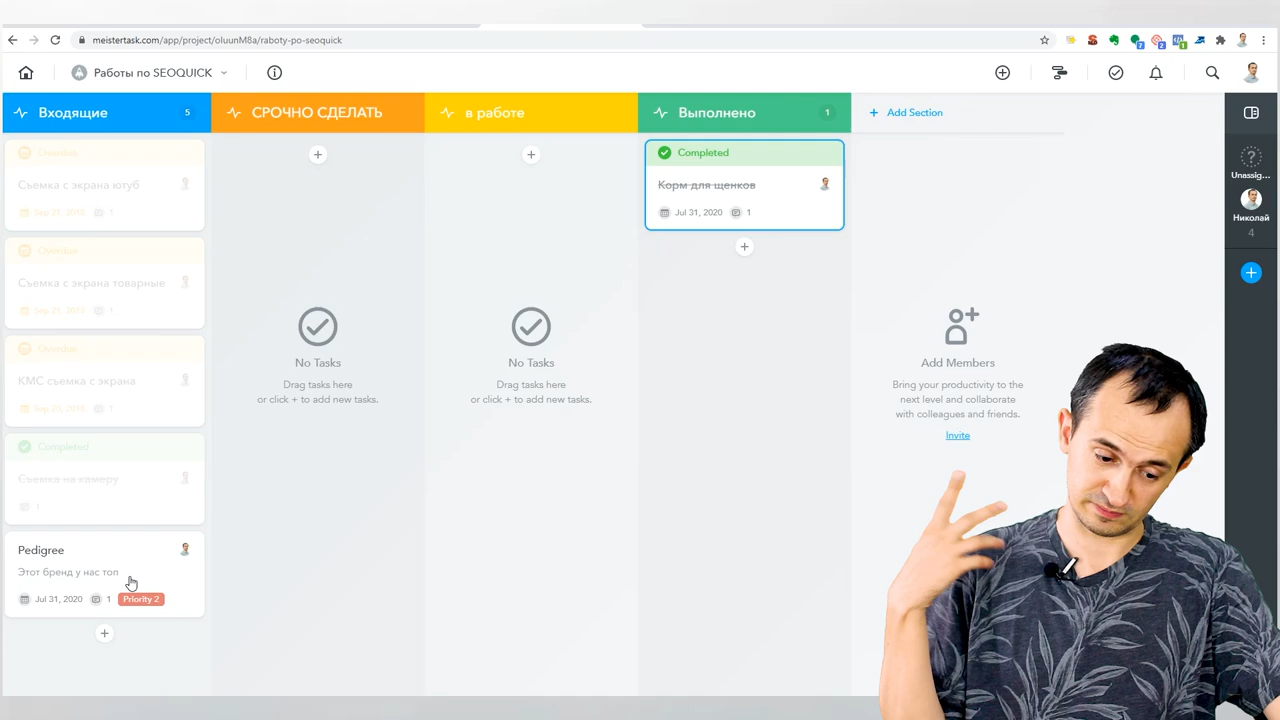 meistertask.com/app/project/oluunM8a/raboty-po-seoquick
Работы по SEOQUICK
Входящие 5
СРОЧНО СДЕЛАТЬ
в работе
Выполнено 1
+ Add Section
Overdue
Съемка с экрана ютуб
1
Overdue
Съемка с экрана товарные
1
Overdue
КМС съемка с экрана
1
Completed
Съемка на камеру
1
Pedigree
Этот бренд у нас топ
Jul 31, 2020 1 Priority 2
No Tasks
Drag tasks here
or click + to add new tasks.
No Tasks
Drag tasks here
or click + to add new tasks.
Completed
Корм для щенков
Jul 31, 2020 1
Add Members
Bring your productivity to the
next level and collaborate
with colleagues and friends.
Invite
Unassig...
Николай
4